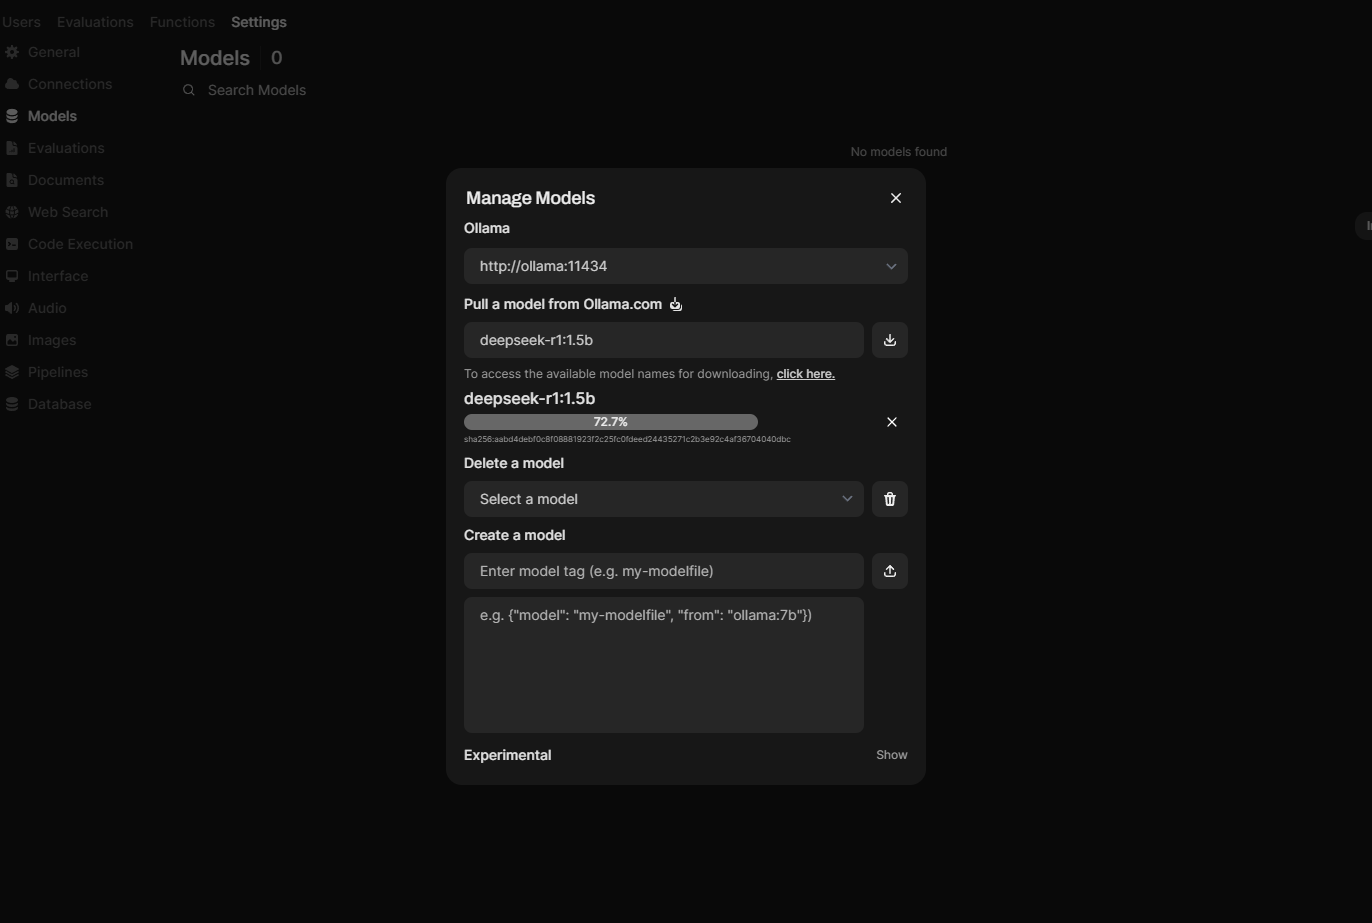 Users Evaluations Functions Settings
General
Connections
Models
Evaluations
Documents
Web Search
Code Execution
Interface
Audio
Images
Pipelines
Database
Models 0
Search Models
No models found
Manage Models
Ollama
http://ollama:11434
Pull a model from Ollama.com
deepseek-r1:1.5b
To access the available model names for downloading, click here.
deepseek-r1:1.5b
72.7%
sha256:aabd4debf0c8f08881923f2c25fc0fdeed24435271c2b3e92c4af36704040dbc
Delete a model
Select a model
Create a model
Enter model tag (e.g. my-modelfile)
e.g. {"model": "my-modelfile", "from": "ollama:7b"})
Experimental
Show